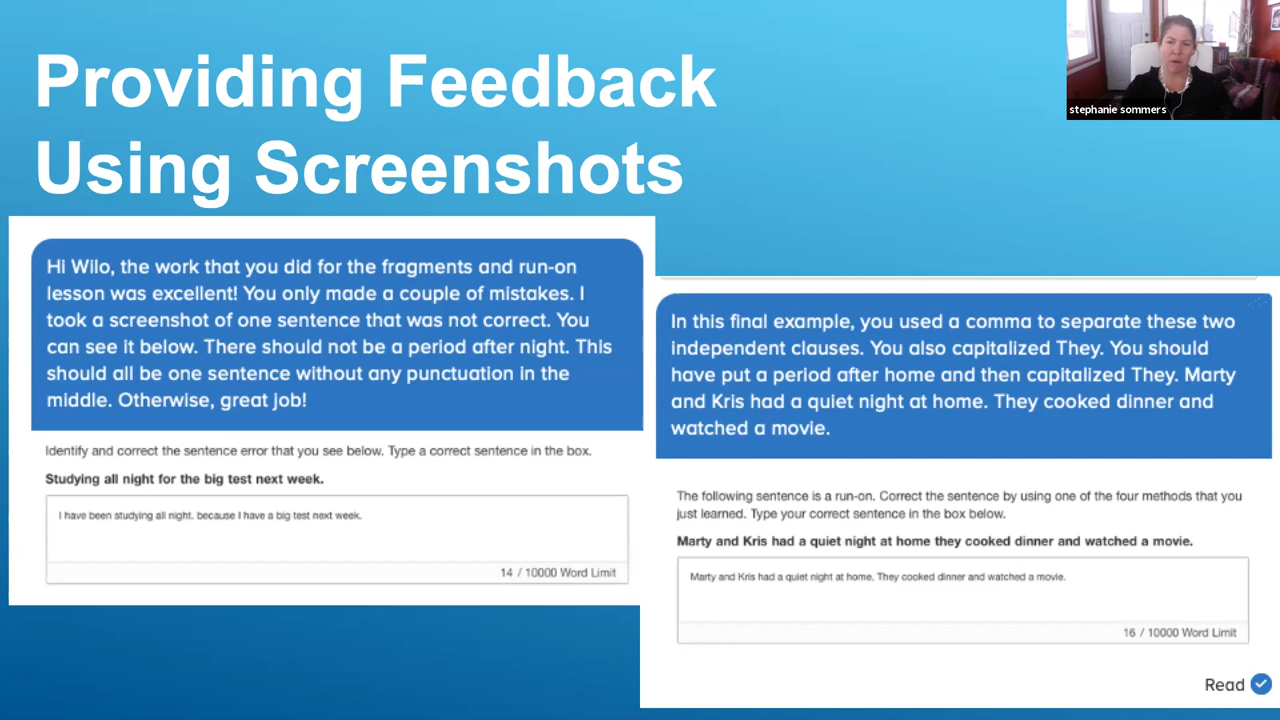 Providing Feedback
Using Screenshots
stephanie sommers
Hi Wilo, the work that you did for the fragments and run-on
lesson was excellent! You only made a couple of mistakes. I
took a screenshot of one sentence that was not correct. You
can see it below. There should not be a period after night. This
should all be one sentence without any punctuation in the
middle. Otherwise, great job!
Identify and correct the sentence error that you see below. Type a correct sentence in the box.
Studying all night for the big test next week.
I have been studying all night. because I have a big test next week.
14 / 10000 Word Limit
In this final example, you used a comma to separate these two
independent clauses. You also capitalized They. You should
have put a period after home and then capitalized They. Marty
and Kris had a quiet night at home. They cooked dinner and
watched a movie.
The following sentence is a run-on. Correct the sentence by using one of the four methods that you
just learned. Type your correct sentence in the box below.
Marty and Kris had a quiet night at home they cooked dinner and watched a movie.
Marty and Kris had a quiet night at home. They cooked dinner and watched a movie.
16 / 10000 Word Limit
Read